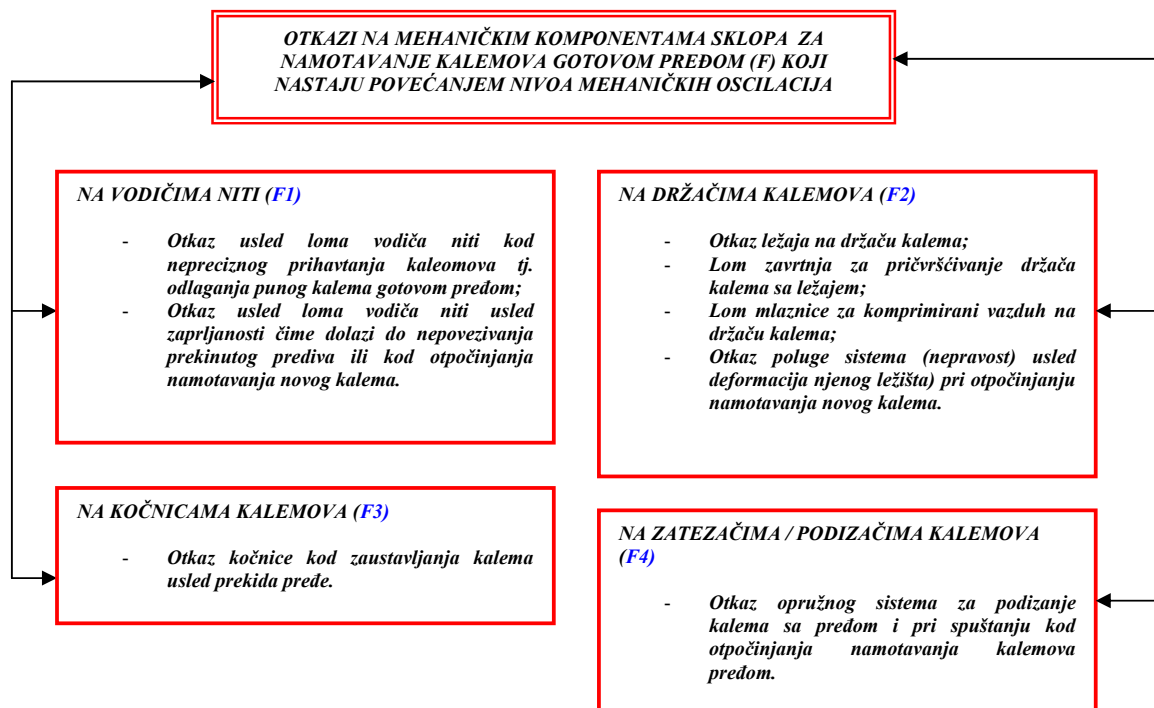 OTKAZI NA MEHANIČKIM KOMPONENTAMA SKLOPA ZA
NAMOTAVANJE KALEMOVA GOTOVOM PREĐOM (F) KOJI
NASTAJU POVEĆANJEM NIVOA MEHANIČKIH OSCILACIJA
NA VODIČIMA NITI (F1)
- Otkaz usled loma vodiča niti kod
nepreciznog prihavtanja kaleomova tj.
odlaganja punog kalema gotovom pređom;
- Otkaz usled loma vodiča niti usled
zaprljanosti čime dolazi do nepovezivanja
prekinutog prediva ili kod otpočinjanja
namotavanja novog kalema.
NA DRŽAČIMA KALEMOVA (F2)
- Otkaz ležaja na držaču kalema;
- Lom zavrtnja za pričvršćivanje držača
kalema sa ležajem;
- Lom mlaznice za komprimirani vazduh na
držaču kalema;
- Otkaz poluge sistema (nepravost) usled
deformacija njenog ležišta) pri otpočinjanju
namotavanja novog kalema.
NA KOČNICAMA KALEMOVA (F3)
- Otkaz kočnice kod zaustavljanja kalema
usled prekida pređe.
NA ZATEZAČIMA / PODIZAČIMA KALEMOVA
(F4)
- Otkaz opružnog sistema za podizanje
kalema sa pređom i pri spuštanju kod
otpočinjanja namotavanja kalemova
pređom.